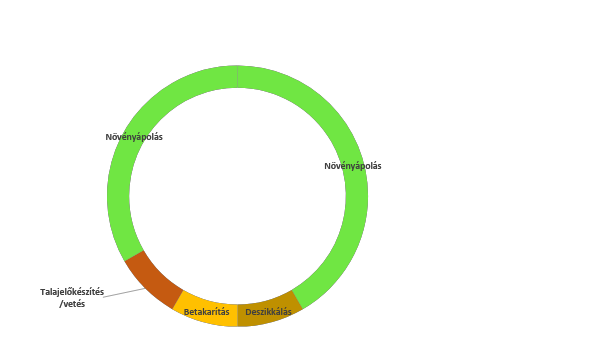 Növényápolás
Növényápolás
Talajelőkészítés
/vetés
Betakarítás
Deszikkálás